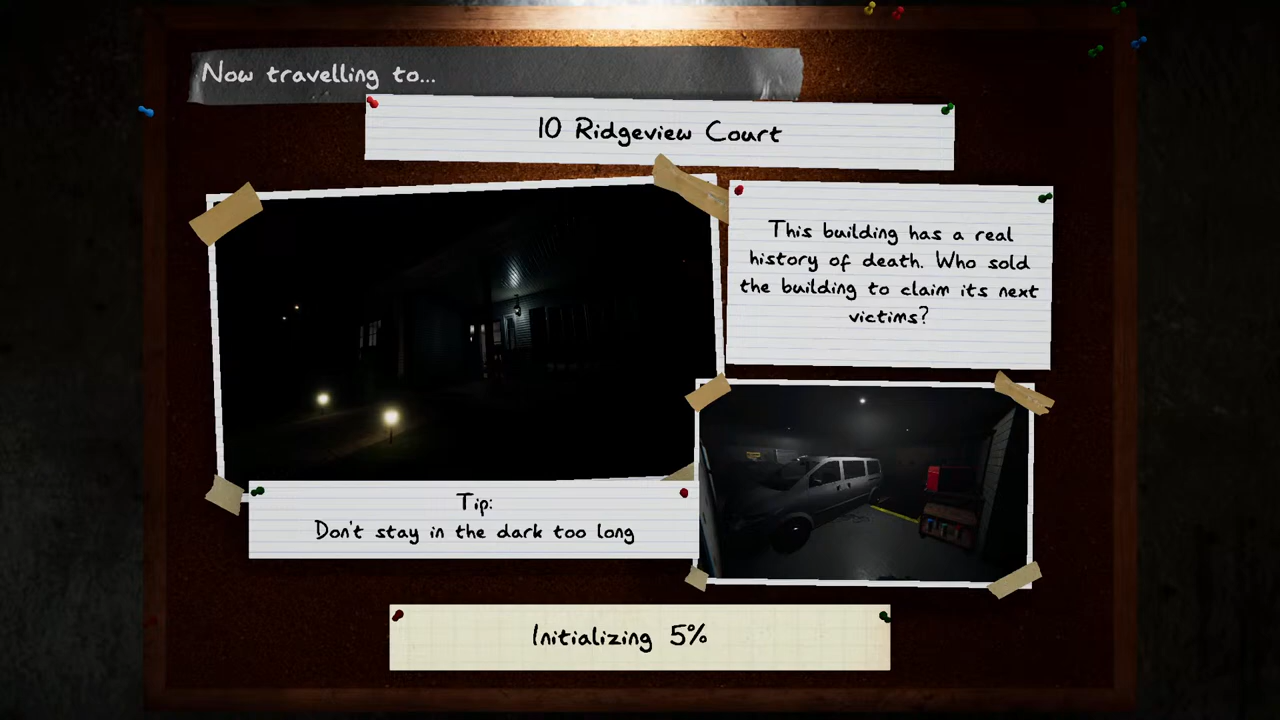 Now travelling to...
10 Ridgeview Court
This building has a real
history of death. Who sold
the building to claim its next
victims?
Tip:
Don't stay in the dark too long
Initializing 5%